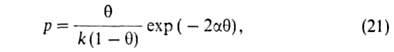 p = θ / k(1 − θ) exp ( − 2αθ), (21)